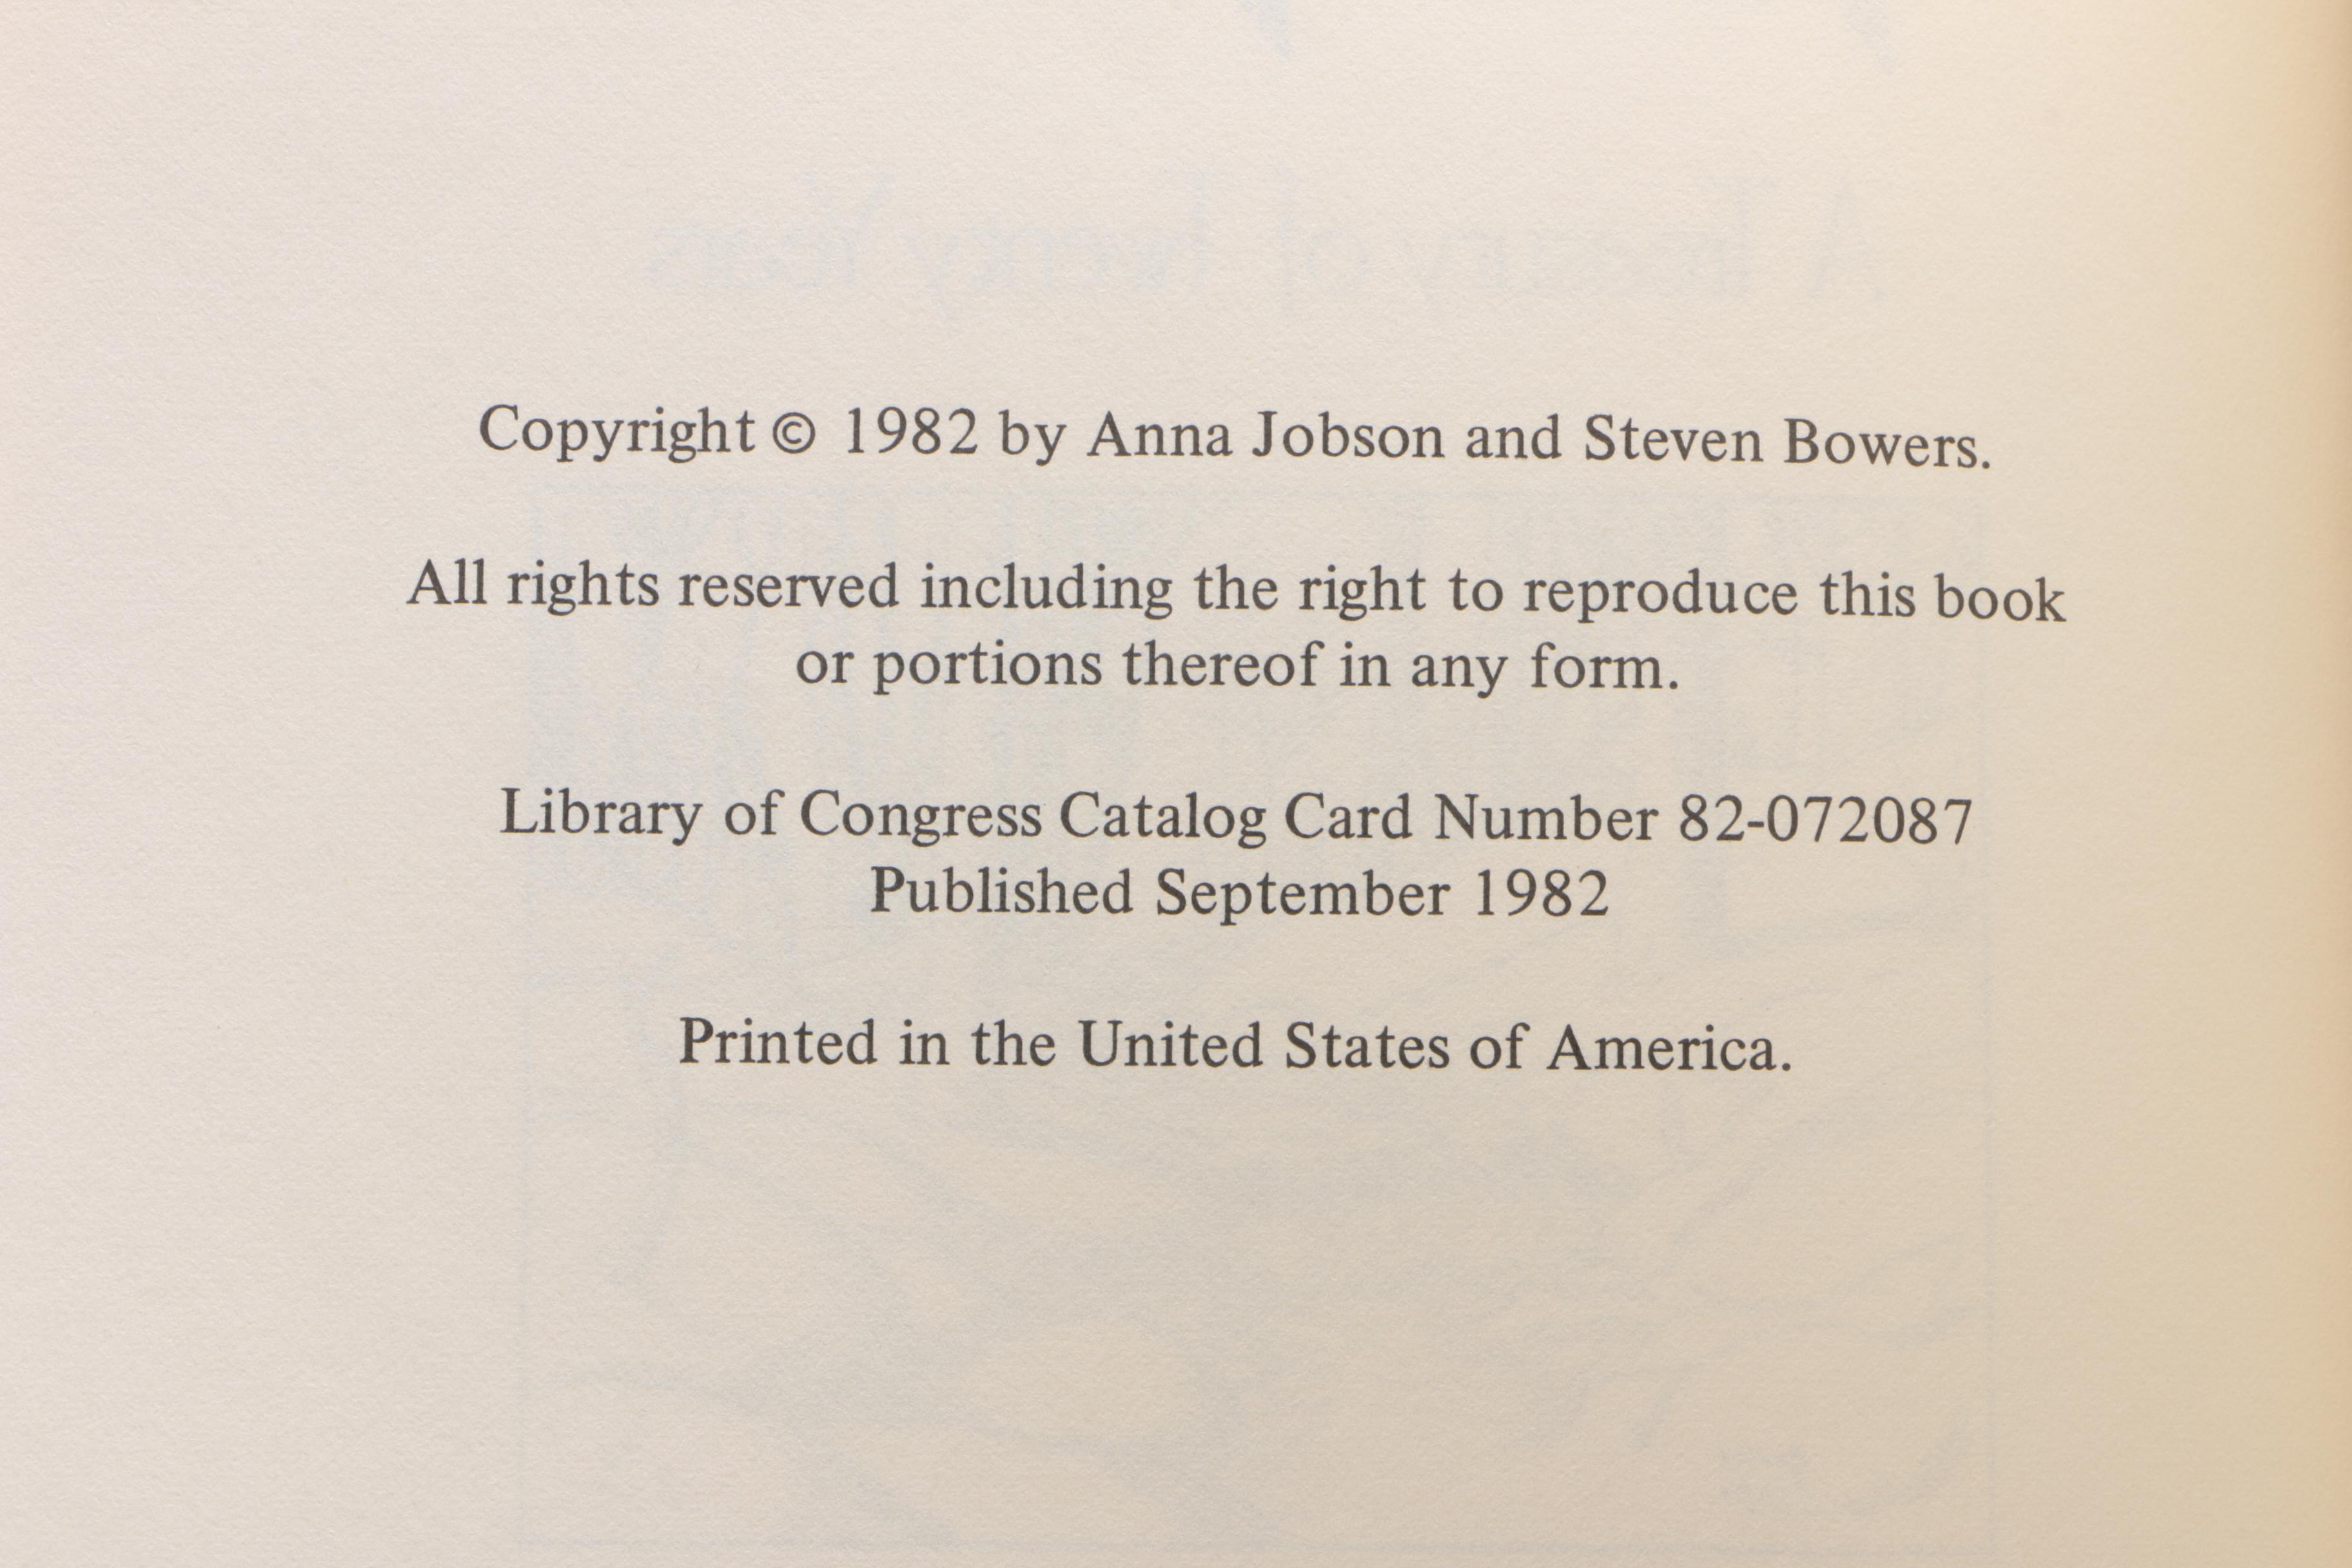 Copyright © 1982 by Anna Jobson and Steven Bowers.
All rights reserved including the right to reproduce this book
or portions thereof in any form.
Library of Congress Catalog Card Number 82-072087
Published September 1982
Printed in the United States of America.